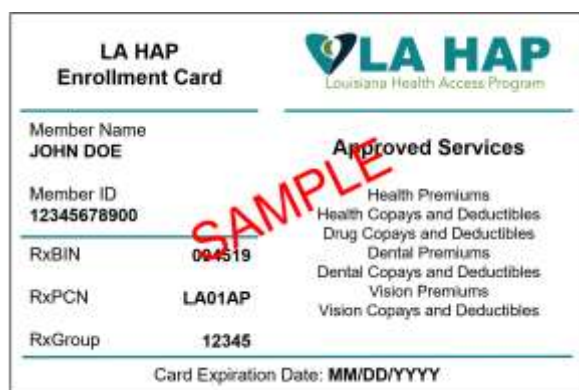 LA HAP
Enrollment Card
LA HAP
Louisiana Health Access Program
Member Name
JOHN DOE
Member ID
12345678900
RxBIN 004519
RxPCN LA01AP
RxGroup 12345
Approved Services
Health Premiums
Health Copays and Deductibles
Drug Copays and Deductibles
Dental Premiums
Dental Copays and Deductibles
Vision Premiums
Vision Copays and Deductibles
SAMPLE
Card Expiration Date: MM/DD/YYYY